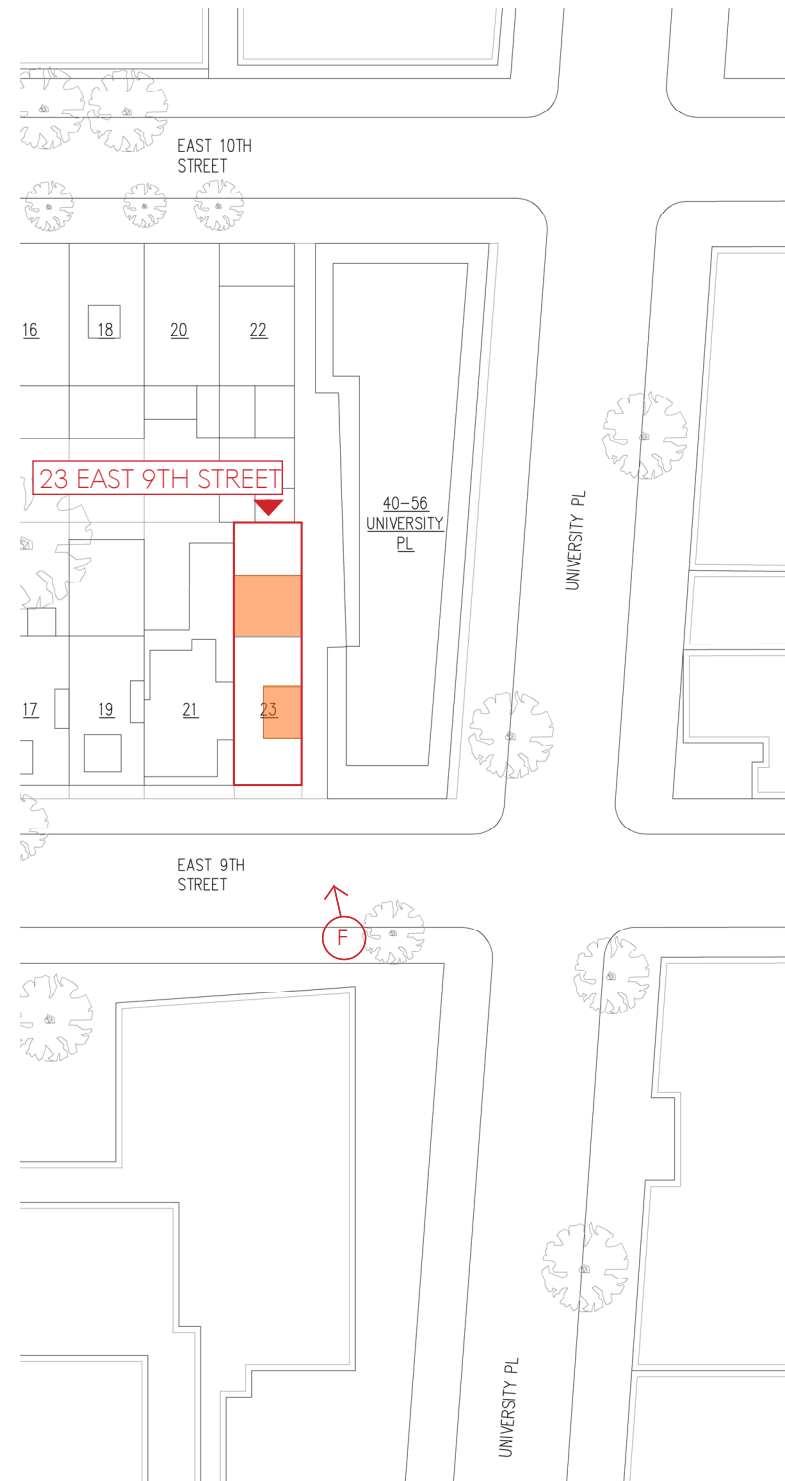 EAST 10TH
STREET
16
18
20
22
23 EAST 9TH STREET
40-56
UNIVERSITY
PL
UNIVERSITY PL
17
19
21
23
EAST 9TH
STREET
F
UNIVERSITY PL